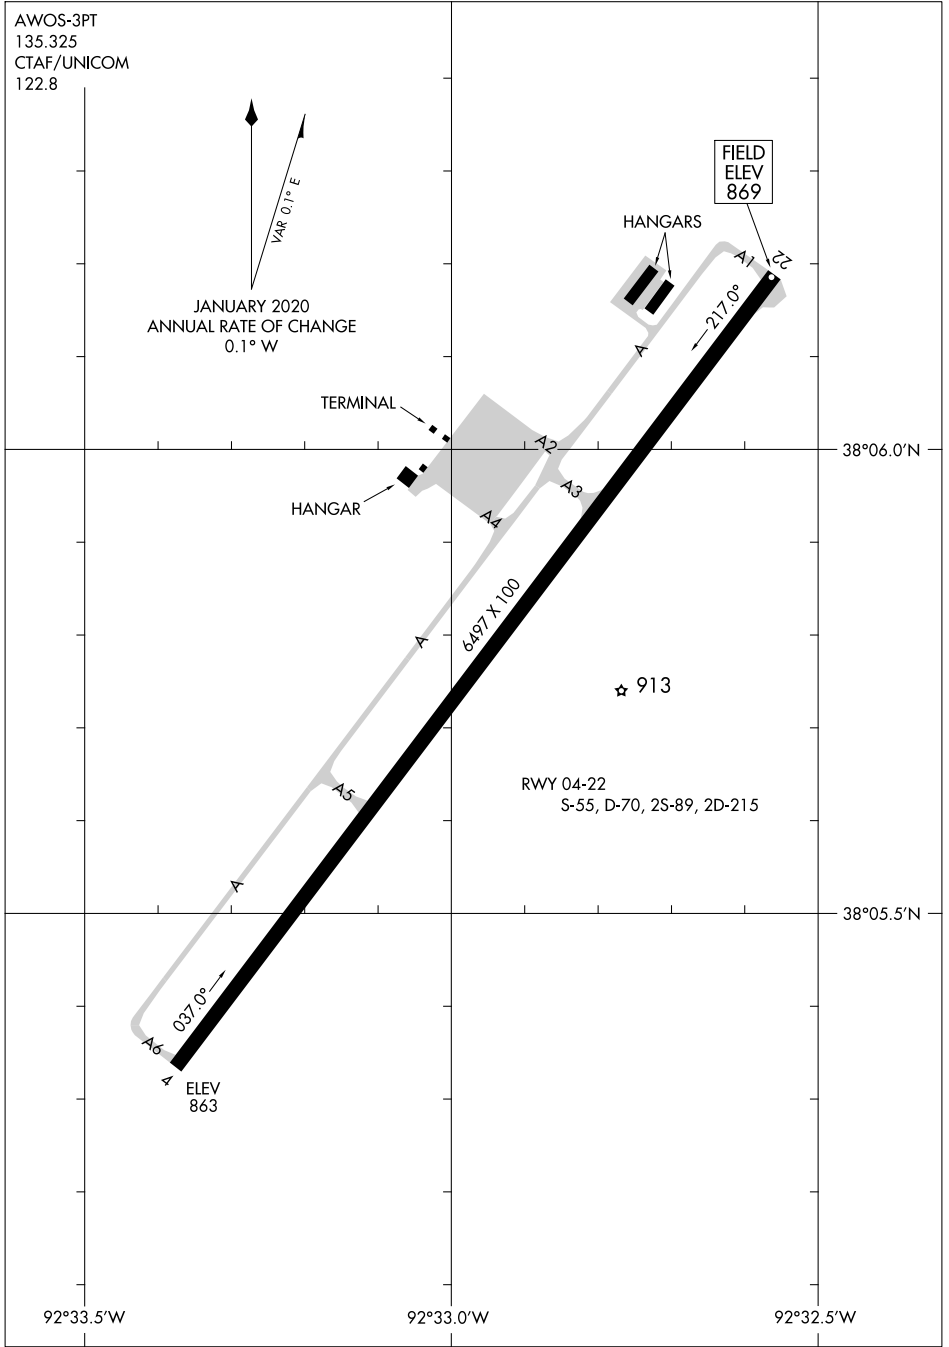 AWOS-3PT
135.325
CTAF/UNICOM
122.8
VAR 0.1° E
JANUARY 2020
ANNUAL RATE OF CHANGE
0.1° W
FIELD
ELEV
869
HANGARS
A1
22
217.0°
A
TERMINAL
A2
38°06.0'N
HANGAR
A3
A4
6497 X 100
A
913
RWY 04-22
S-55, D-70, 2S-89, 2D-215
A5
A
38°05.5'N
037.0°
A6
4
ELEV
863
92°33.5'W
92°33.0'W
92°32.5'W